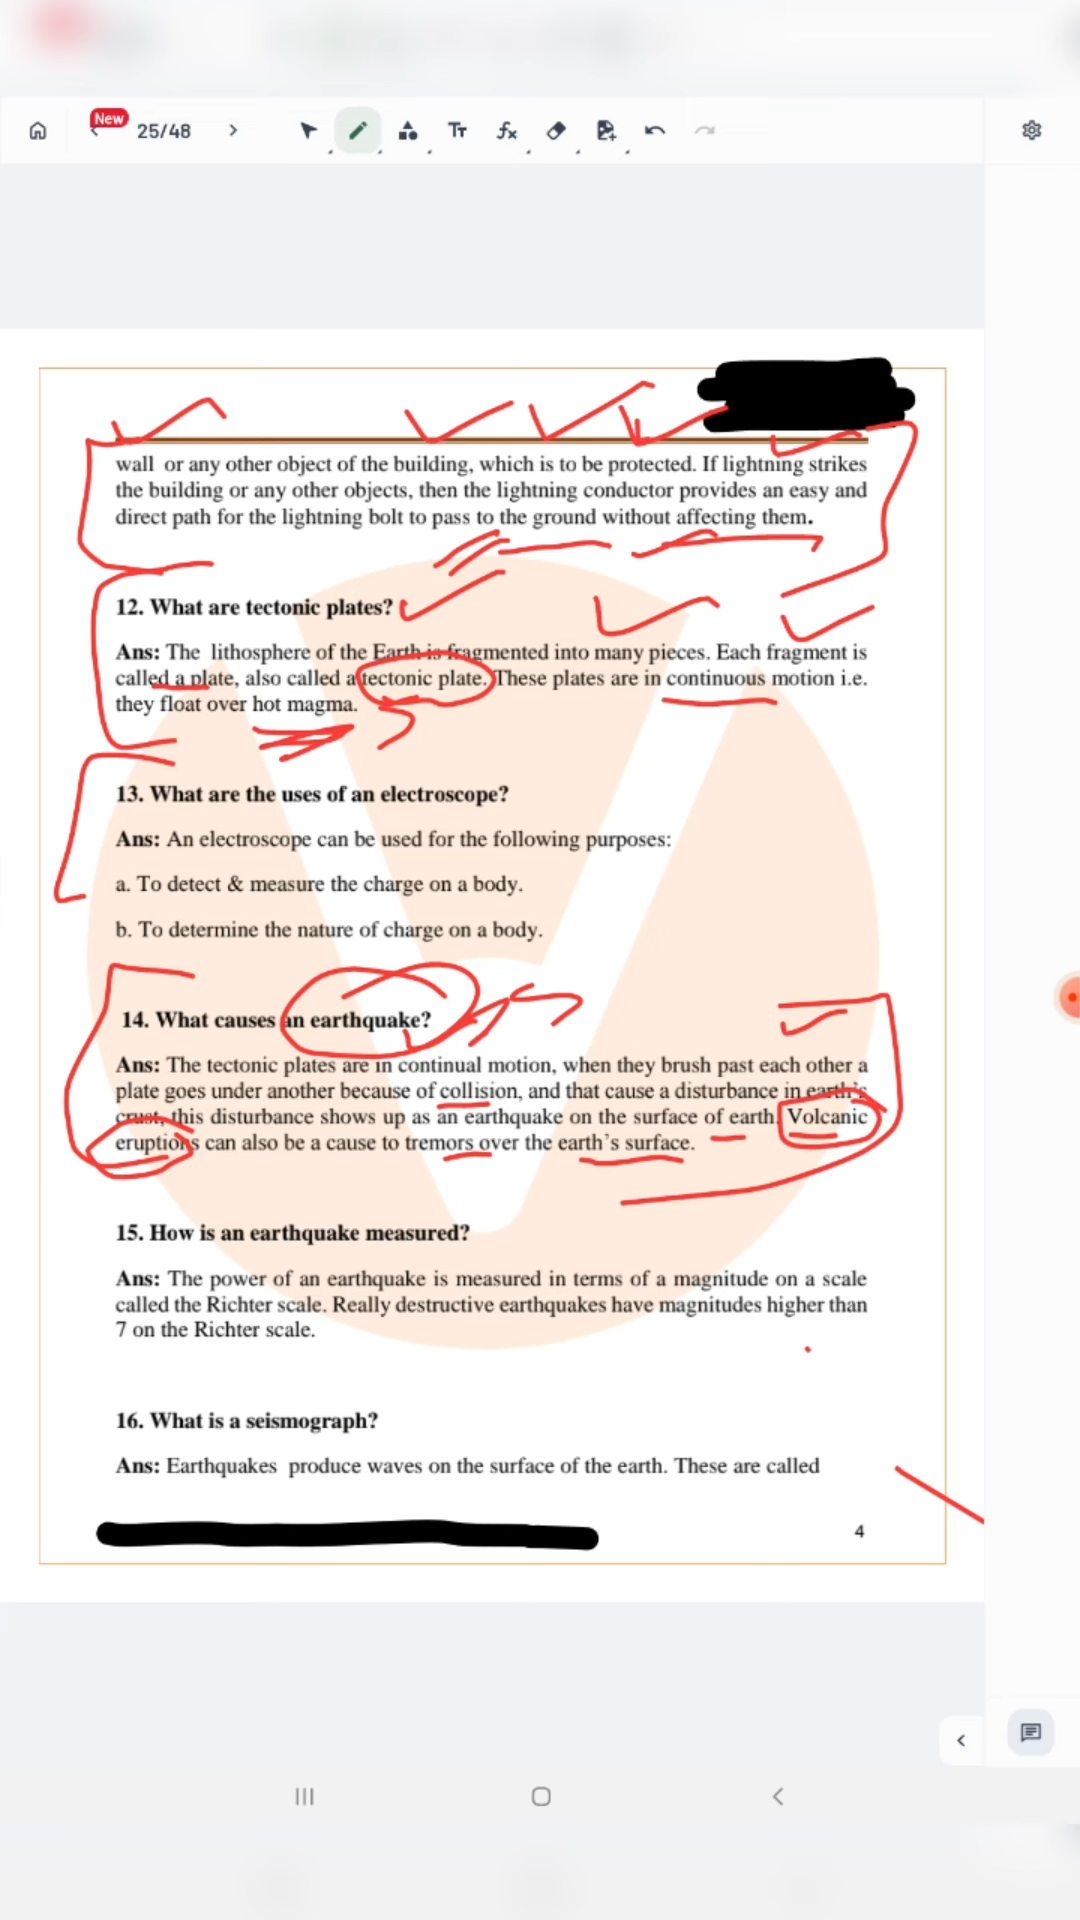 New
25/48
Tт
fx
wall or any other object of the building, which is to be protected. If lightning strikes
the building or any other objects, then the lightning conductor provides an easy and
direct path for the lightning bolt to pass to the ground without affecting them.
12. What are tectonic plates?
Ans: The lithosphere of the Earth is fragmented into many pieces. Each fragment is
called a plate, also called a tectonic plate. These plates are in continuous motion i.e.
they float over hot magma.
13. What are the uses of an electroscope?
Ans: An electroscope can be used for the following purposes:
a. To detect & measure the charge on a body.
b. To determine the nature of charge on a body.
14. What causes an earthquake?
Ans: The tectonic plates are in continual motion, when they brush past each other a
plate goes under another because of collision, and that cause a disturbance in earth's
crust, this disturbance shows up as an earthquake on the surface of earth. Volcanic
eruptions can also be a cause to tremors over the earth's surface.
15. How is an earthquake measured?
Ans: The power of an earthquake is measured in terms of a magnitude on a scale
called the Richter scale. Really destructive earthquakes have magnitudes higher than
7 on the Richter scale.
16. What is a seismograph?
Ans: Earthquakes produce waves on the surface of the earth. These are called
4